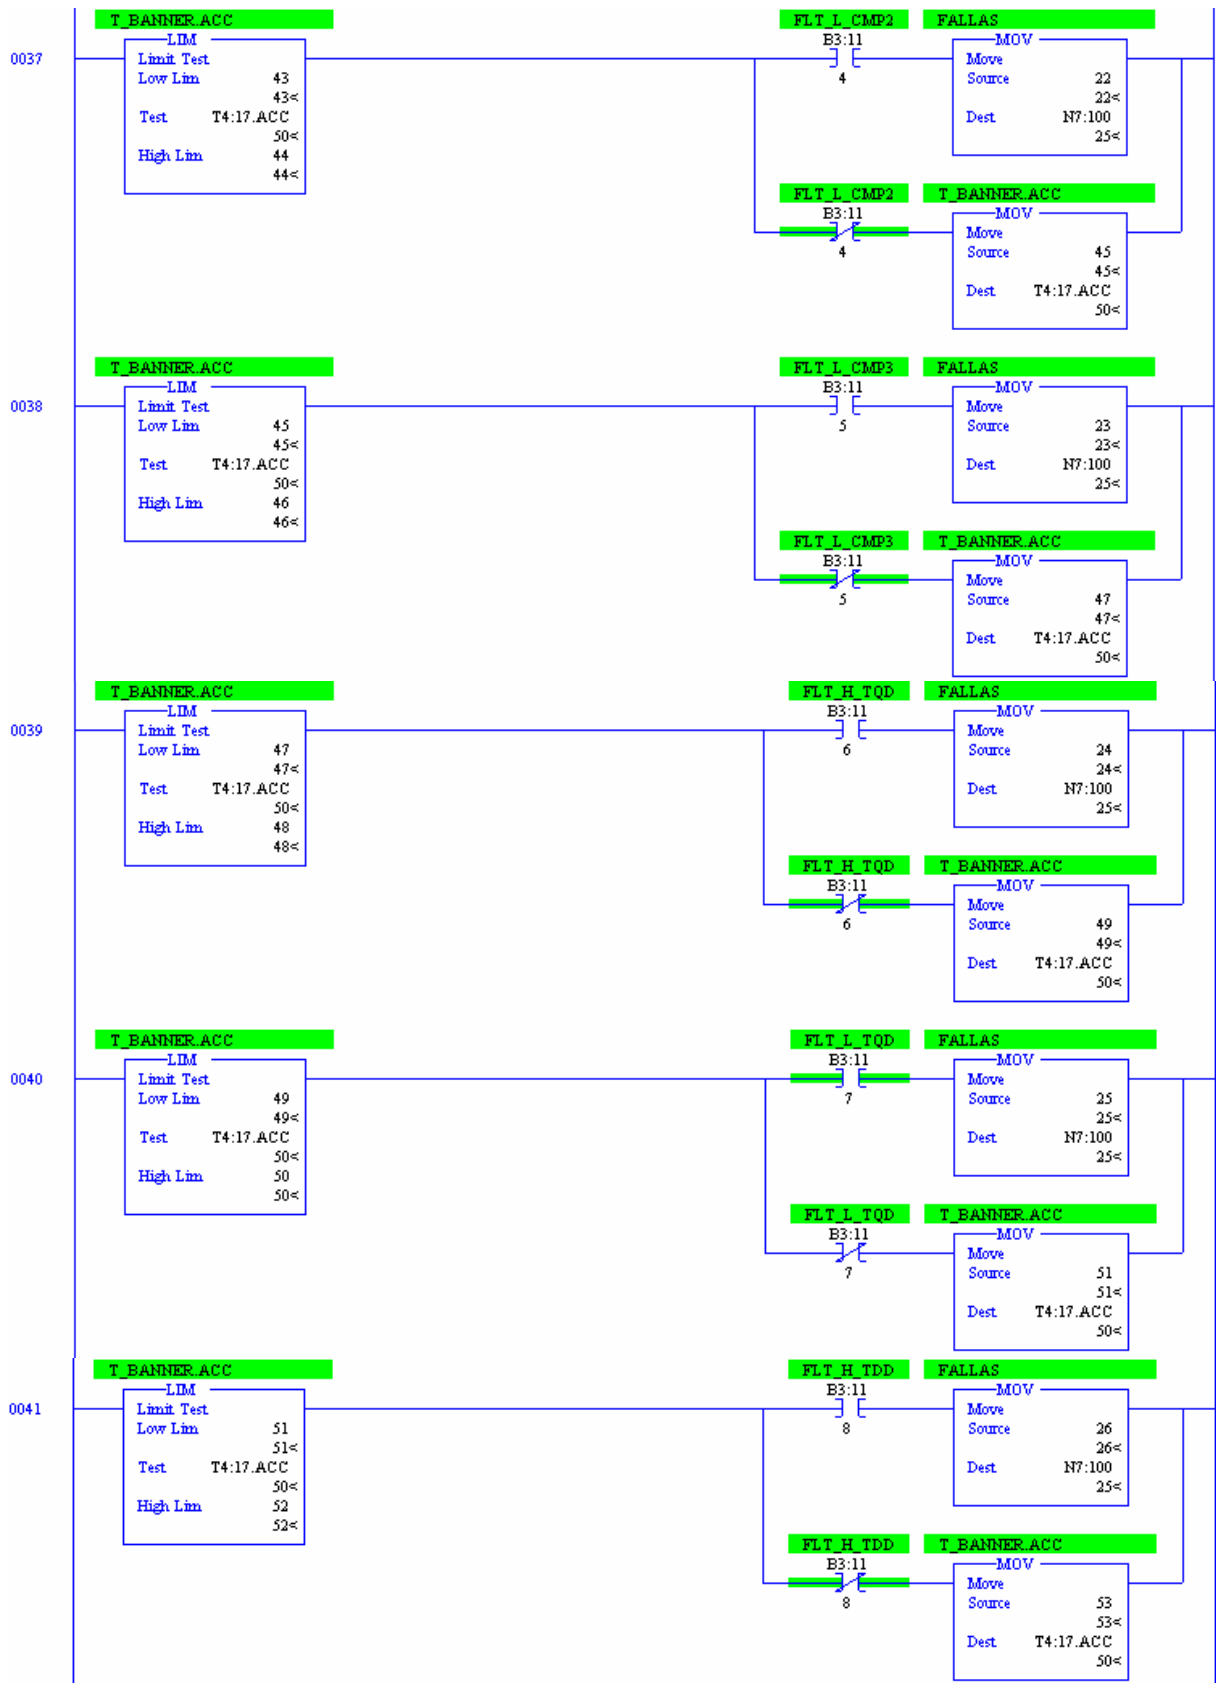 T_BANNER.ACC FLT_L_CMP2 FALLAS
LIM B3:11 MOV
0037 Limit Test Move
Low Lim 43 4 Source 22
43< 22<
Test T4:17.ACC Dest N7:100
50< 25<
High Lim 44
44<
FLT_L_CMP2 T_BANNER.ACC
B3:11 MOV
Move
4 Source 45
45<
Dest T4:17.ACC
50<
T_BANNER.ACC FLT_L_CMP3 FALLAS
LIM B3:11 MOV
0038 Limit Test Move
Low Lim 45 5 Source 23
45< 23<
Test T4:17.ACC Dest N7:100
50< 25<
High Lim 46
46<
FLT_L_CMP3 T_BANNER.ACC
B3:11 MOV
Move
5 Source 47
47<
Dest T4:17.ACC
50<
T_BANNER.ACC FLT_H_TQD FALLAS
LIM B3:11 MOV
0039 Limit Test Move
Low Lim 47 6 Source 24
47< 24<
Test T4:17.ACC Dest N7:100
50< 25<
High Lim 48
48<
FLT_H_TQD T_BANNER.ACC
B3:11 MOV
Move
6 Source 49
49<
Dest T4:17.ACC
50<
T_BANNER.ACC FLT_L_TQD FALLAS
LIM B3:11 MOV
0040 Limit Test Move
Low Lim 49 7 Source 25
49< 25<
Test T4:17.ACC Dest N7:100
50< 25<
High Lim 50
50<
FLT_L_TQD T_BANNER.ACC
B3:11 MOV
Move
7 Source 51
51<
Dest T4:17.ACC
50<
T_BANNER.ACC FLT_H_TDD FALLAS
LIM B3:11 MOV
0041 Limit Test Move
Low Lim 51 8 Source 26
51< 26<
Test T4:17.ACC Dest N7:100
50< 25<
High Lim 52
52<
FLT_H_TDD T_BANNER.ACC
B3:11 MOV
Move
8 Source 53
53<
Dest T4:17.ACC
50<